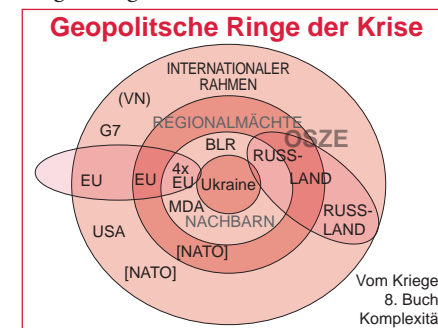 Geopolitsche Ringe der Krise
INTERNATIONALER
RAHMEN
(VN)
REGIONALMÄCHTE
G7
OSZE
BLR
RUSS-
LAND
4x
EU
EU
EU
Ukraine
MDA
RUSS-
LAND
NACHBARN
USA
[NATO]
[NATO]
Vom Kriege
8. Buch
Komplexitä